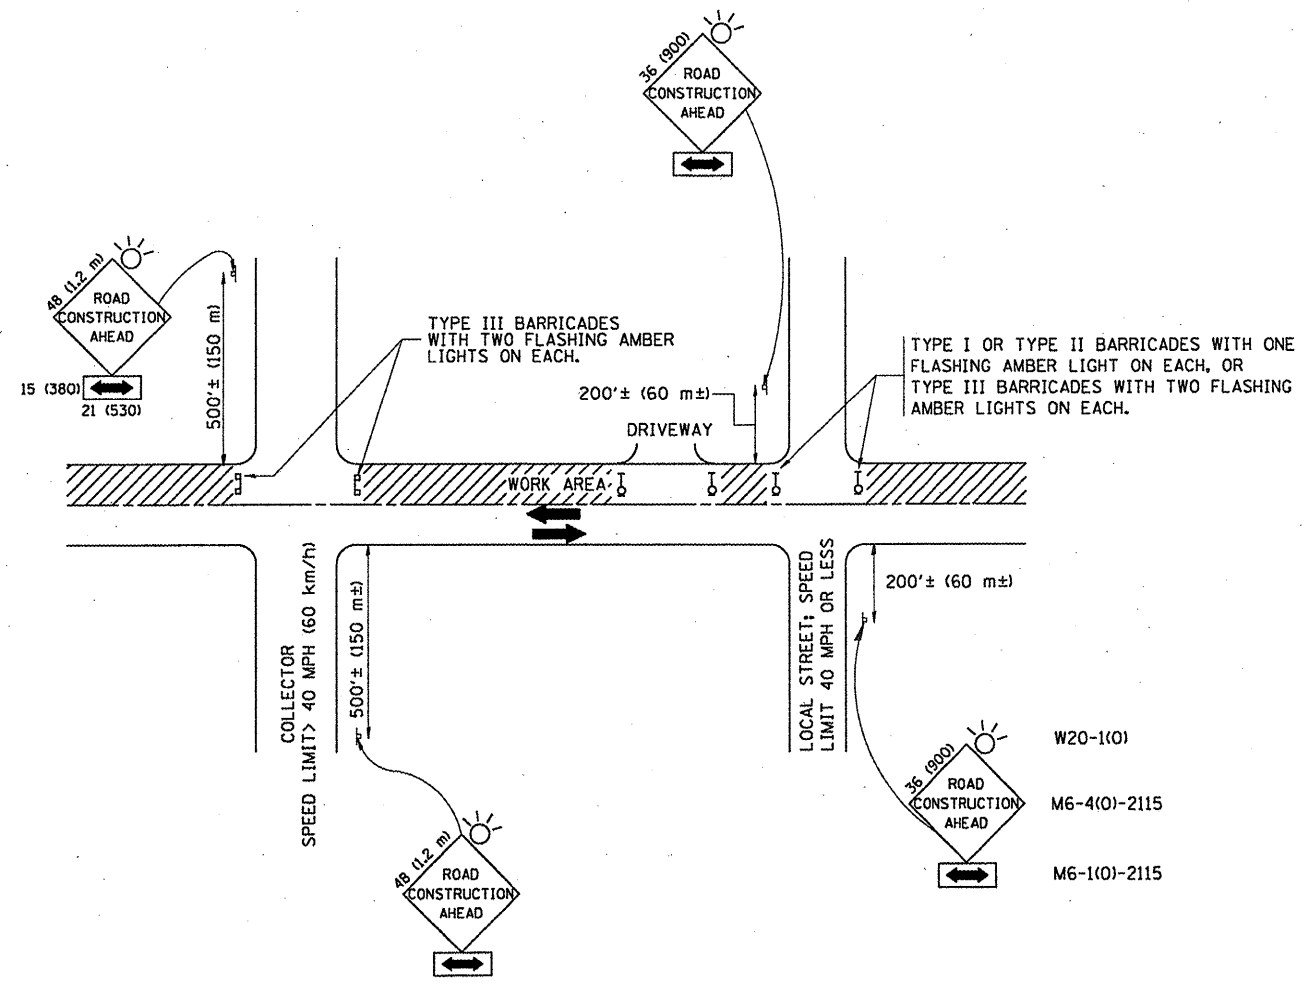 36 (900)
ROAD
CONSTRUCTION
AHEAD
48 (1.2 m)
ROAD
CONSTRUCTION
AHEAD
15 (380)
21 (530)
500'± (150 m)
TYPE III BARRICADES
WITH TWO FLASHING AMBER
LIGHTS ON EACH.
TYPE I OR TYPE II BARRICADES WITH ONE
FLASHING AMBER LIGHT ON EACH, OR
TYPE III BARRICADES WITH TWO FLASHING
AMBER LIGHTS ON EACH.
200'± (60 m±)
DRIVEWAY
WORK AREA
COLLECTOR
SPEED LIMIT> 40 MPH (60 km/h)
500'± (150 m±)
LOCAL STREET; SPEED
LIMIT 40 MPH OR LESS
200'± (60 m±)
48 (1.2 m)
ROAD
CONSTRUCTION
AHEAD
36 (900)
ROAD
CONSTRUCTION
AHEAD
W20-1(O)
M6-4(O)-2115
M6-1(O)-2115